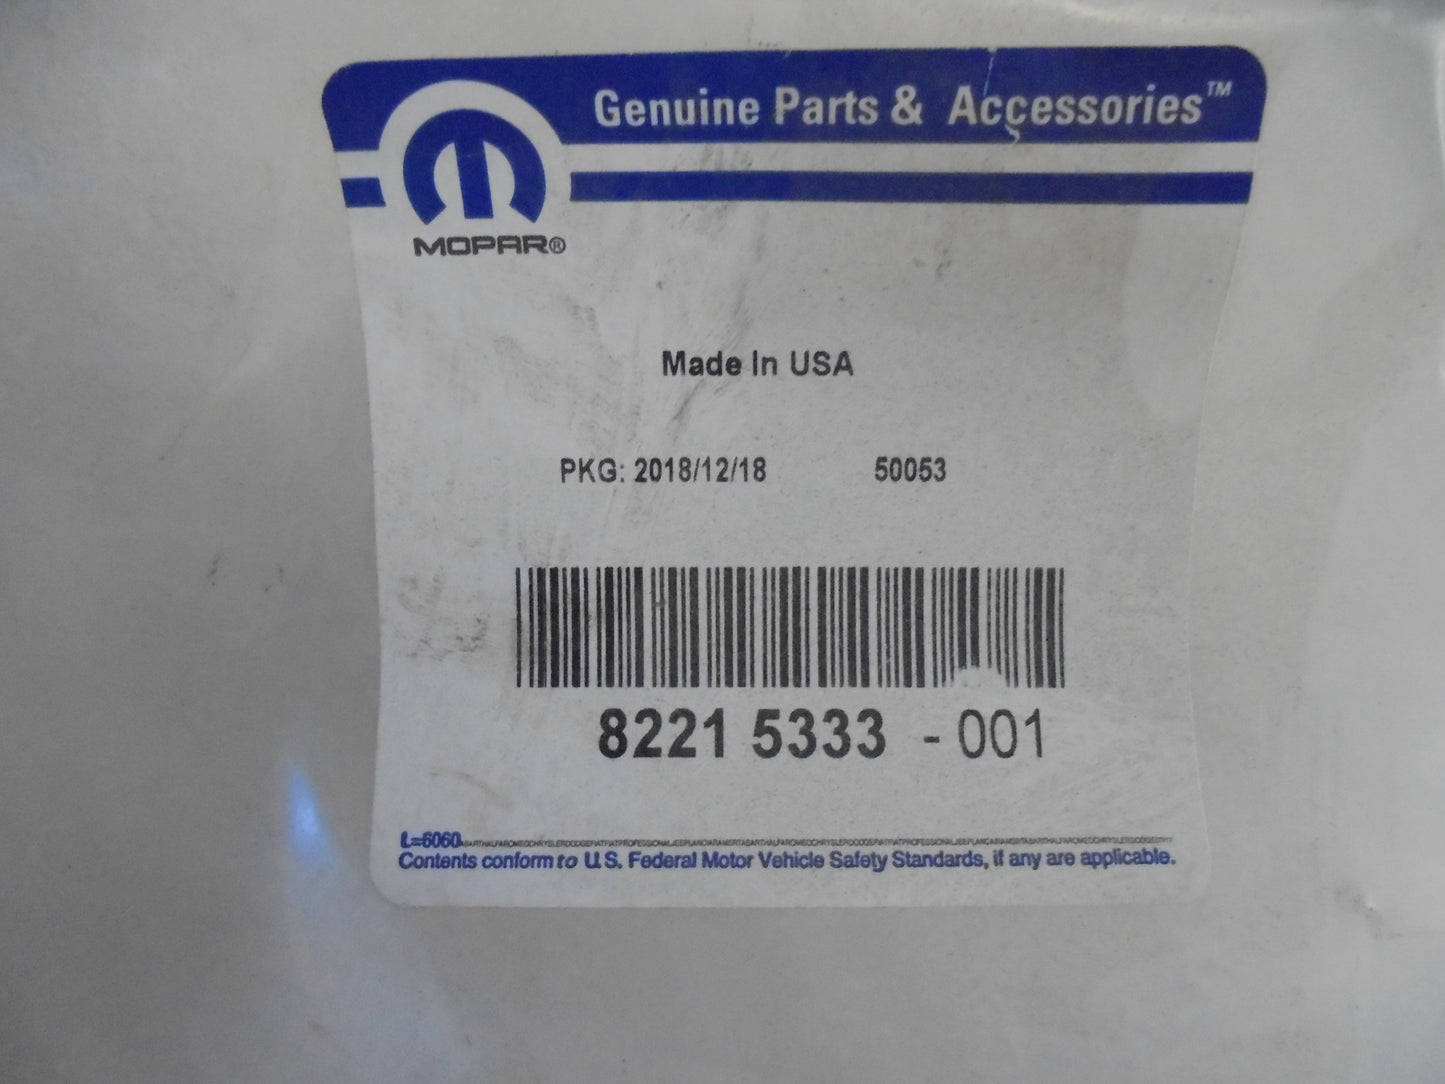 Genuine Parts & Accessories™
MOPAR®
Made In USA
PKG: 2018/12/18 50053
8221 5333 - 001
L=6060
Contents conform to U.S. Federal Motor Vehicle Safety Standards, if any are applicable.